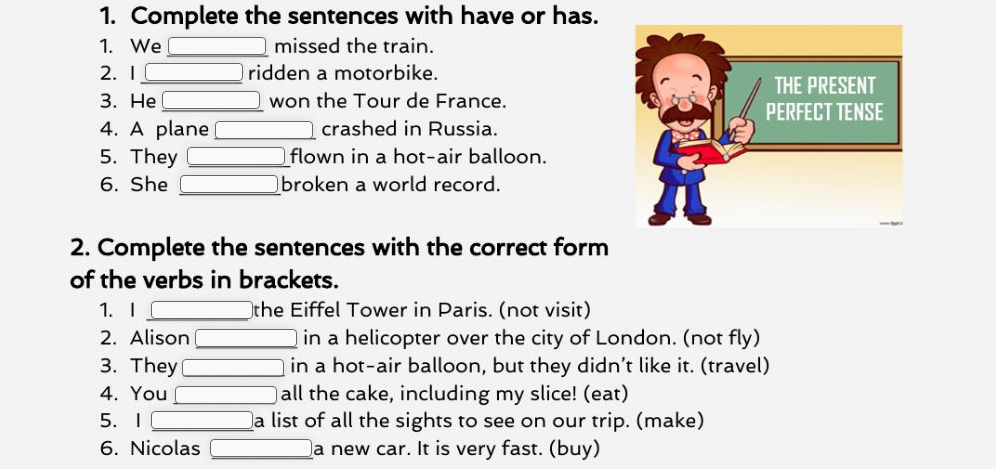 1. Complete the sentences with have or has.
1. We missed the train.
2. I ridden a motorbike.
3. He won the Tour de France.
4. A plane crashed in Russia.
5. They flown in a hot-air balloon.
6. She broken a world record.
THE PRESENT
PERFECT TENSE
2. Complete the sentences with the correct form
of the verbs in brackets.
1. I the Eiffel Tower in Paris. (not visit)
2. Alison in a helicopter over the city of London. (not fly)
3. They in a hot-air balloon, but they didn't like it. (travel)
4. You all the cake, including my slice! (eat)
5. I a list of all the sights to see on our trip. (make)
6. Nicolas a new car. It is very fast. (buy)